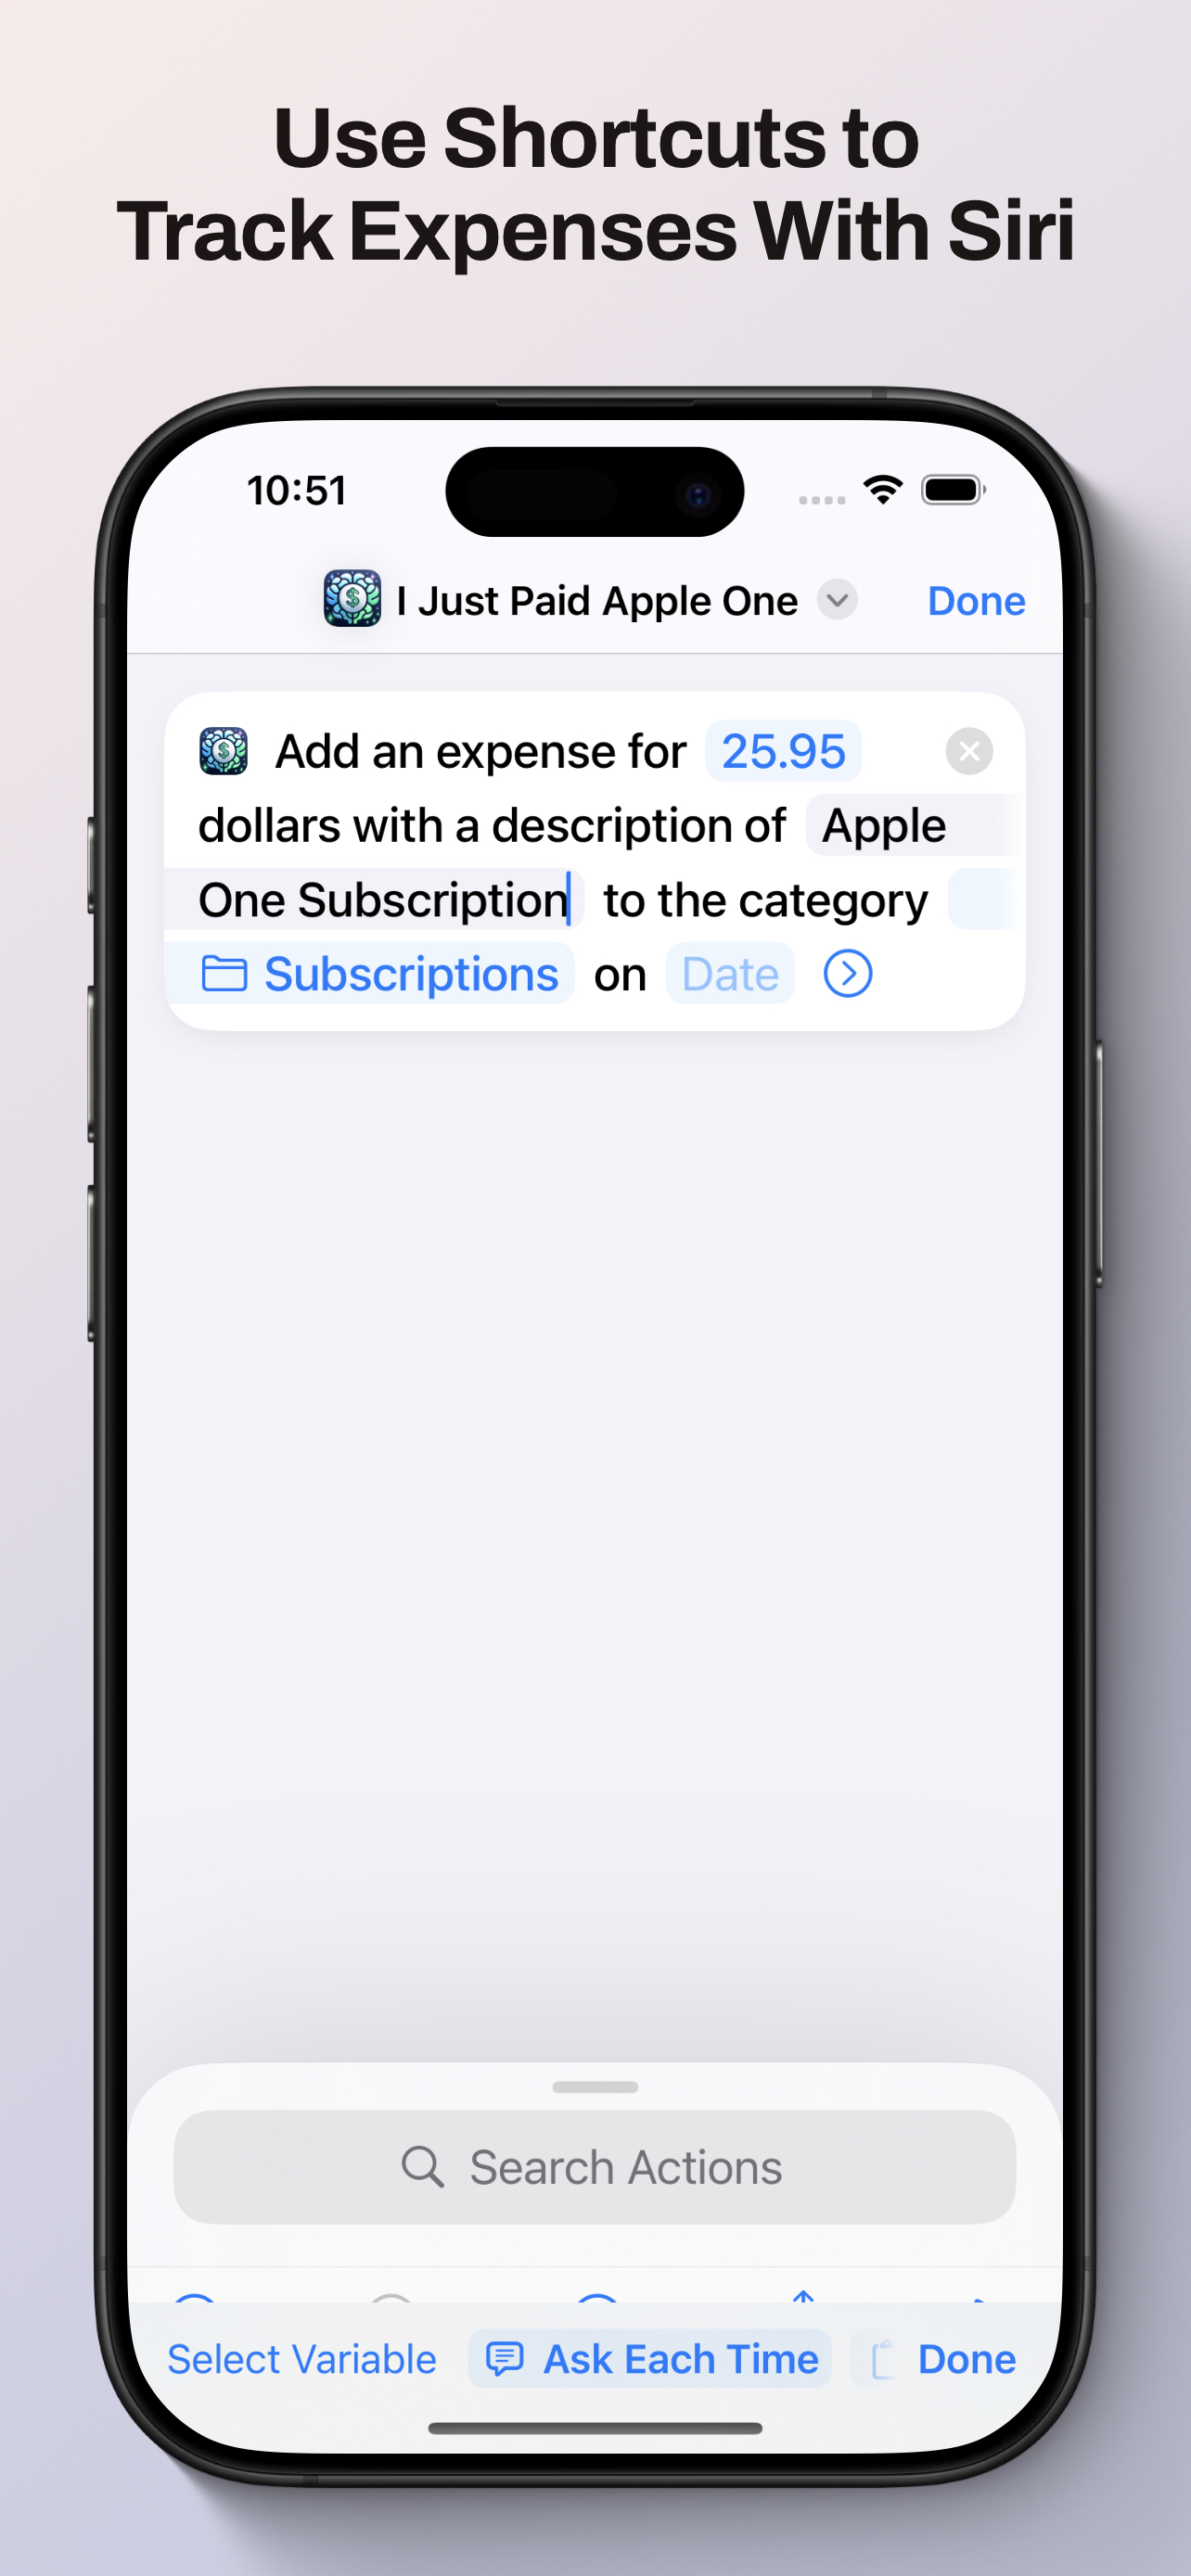 Use Shortcuts to
Track Expenses With Siri
10:51
I Just Paid Apple One
Done
Add an expense for 25.95
dollars with a description of Apple
One Subscription to the category
Subscriptions on Date
Search Actions
Select Variable Ask Each Time Done